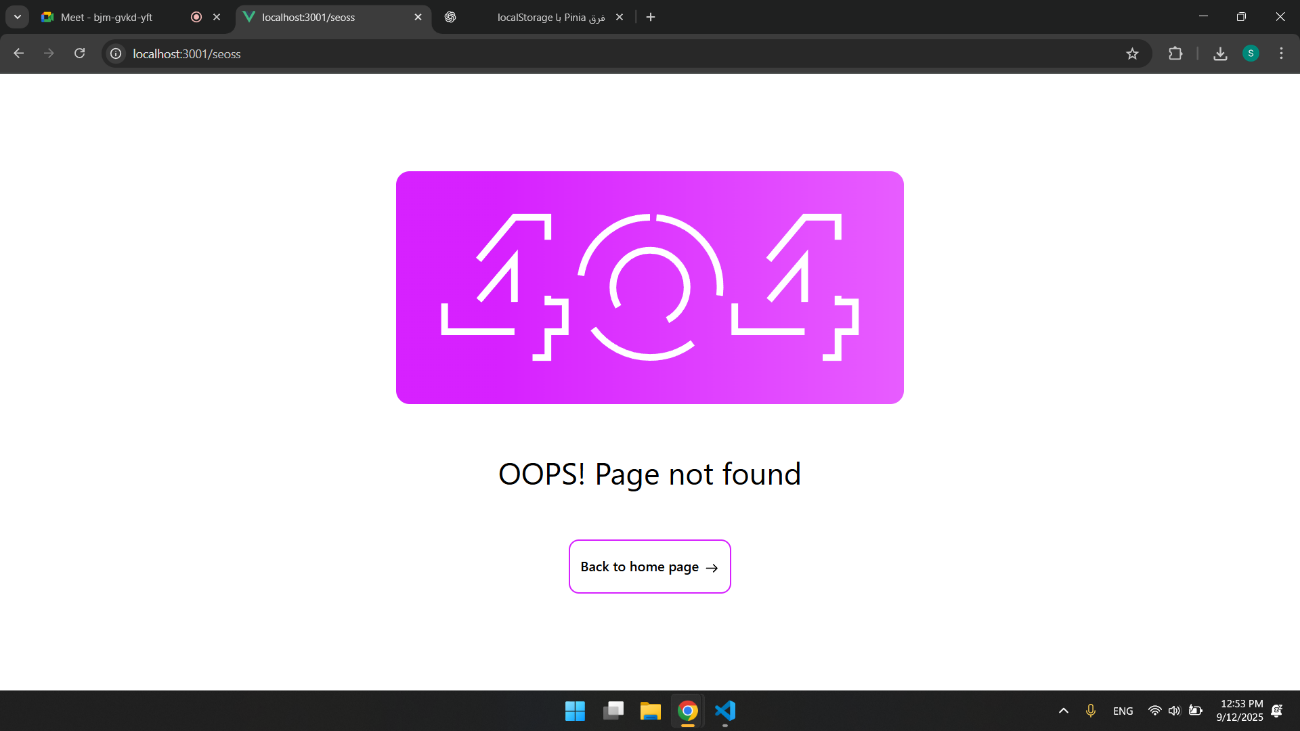 Meet - bjm-gvkd-yft
localhost:3001/seoss
فرق Pinia با localStorage
localhost:3001/seoss
S
404
OOPS! Page not found
Back to home page →
ENG
12:53 PM
9/12/2025